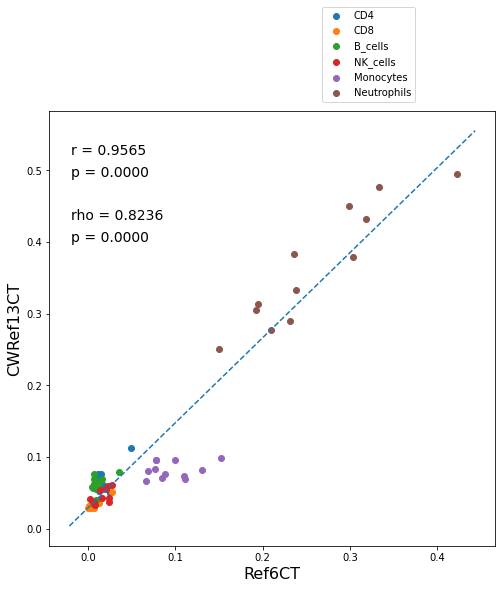 CD4
CD8
B_cells
NK_cells
Monocytes
Neutrophils
r = 0.9565
p = 0.0000
rho = 0.8236
p = 0.0000
0.5
0.4
0.3
0.2
0.1
0.0
CWRef13CT
0.0 0.1 0.2 0.3 0.4
Ref6CT